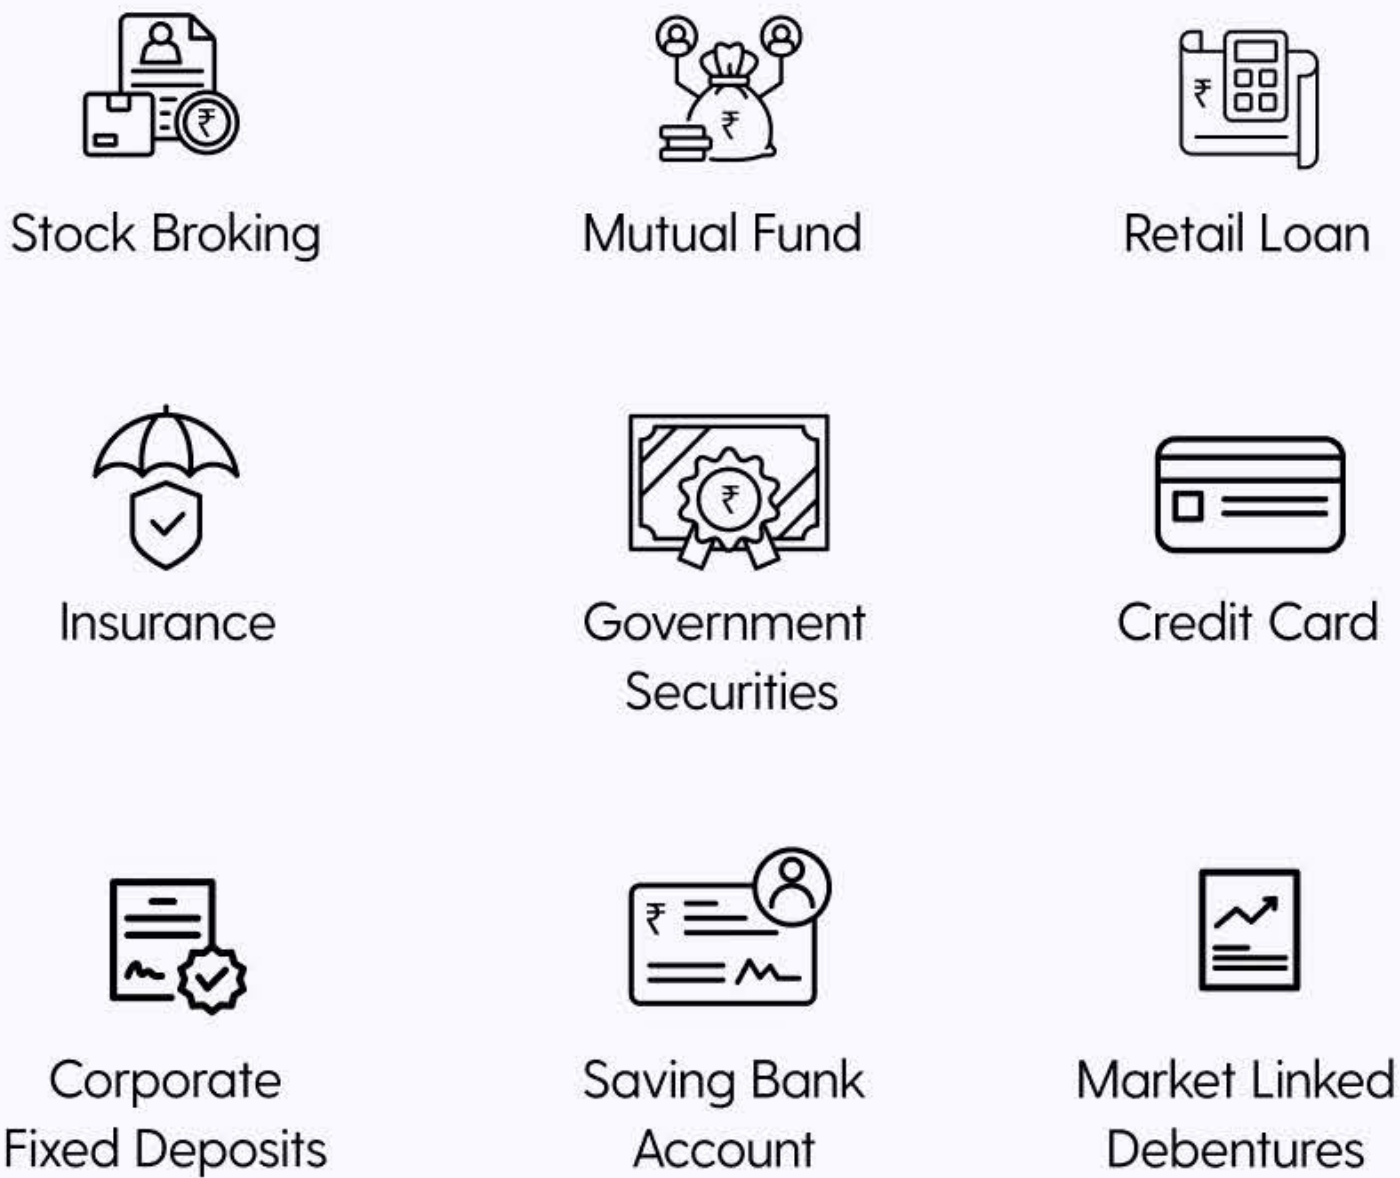 ₹
₹
₹
Stock Broking
Mutual Fund
Retail Loan
₹
Insurance
Government
Securities
Credit Card
₹
Corporate
Fixed Deposits
Saving Bank
Account
Market Linked
Debentures